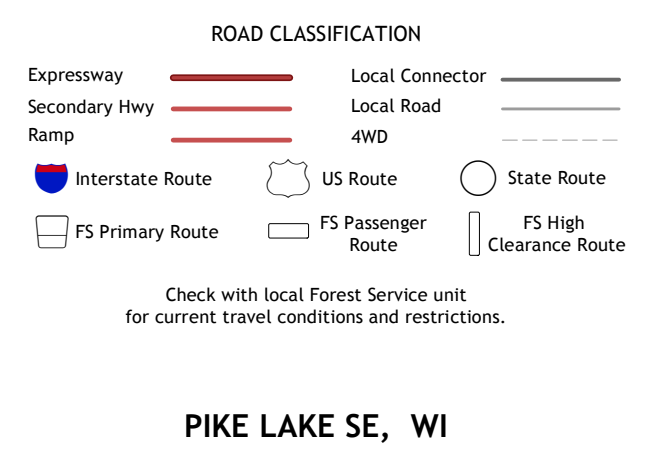 ROAD CLASSIFICATION
Expressway
Local Connector
Secondary Hwy
Local Road
Ramp
4WD
Interstate Route
US Route
State Route
FS Primary Route
FS Passenger
Route
FS High
Clearance Route
Check with local Forest Service unit
for current travel conditions and restrictions.
PIKE LAKE SE, WI